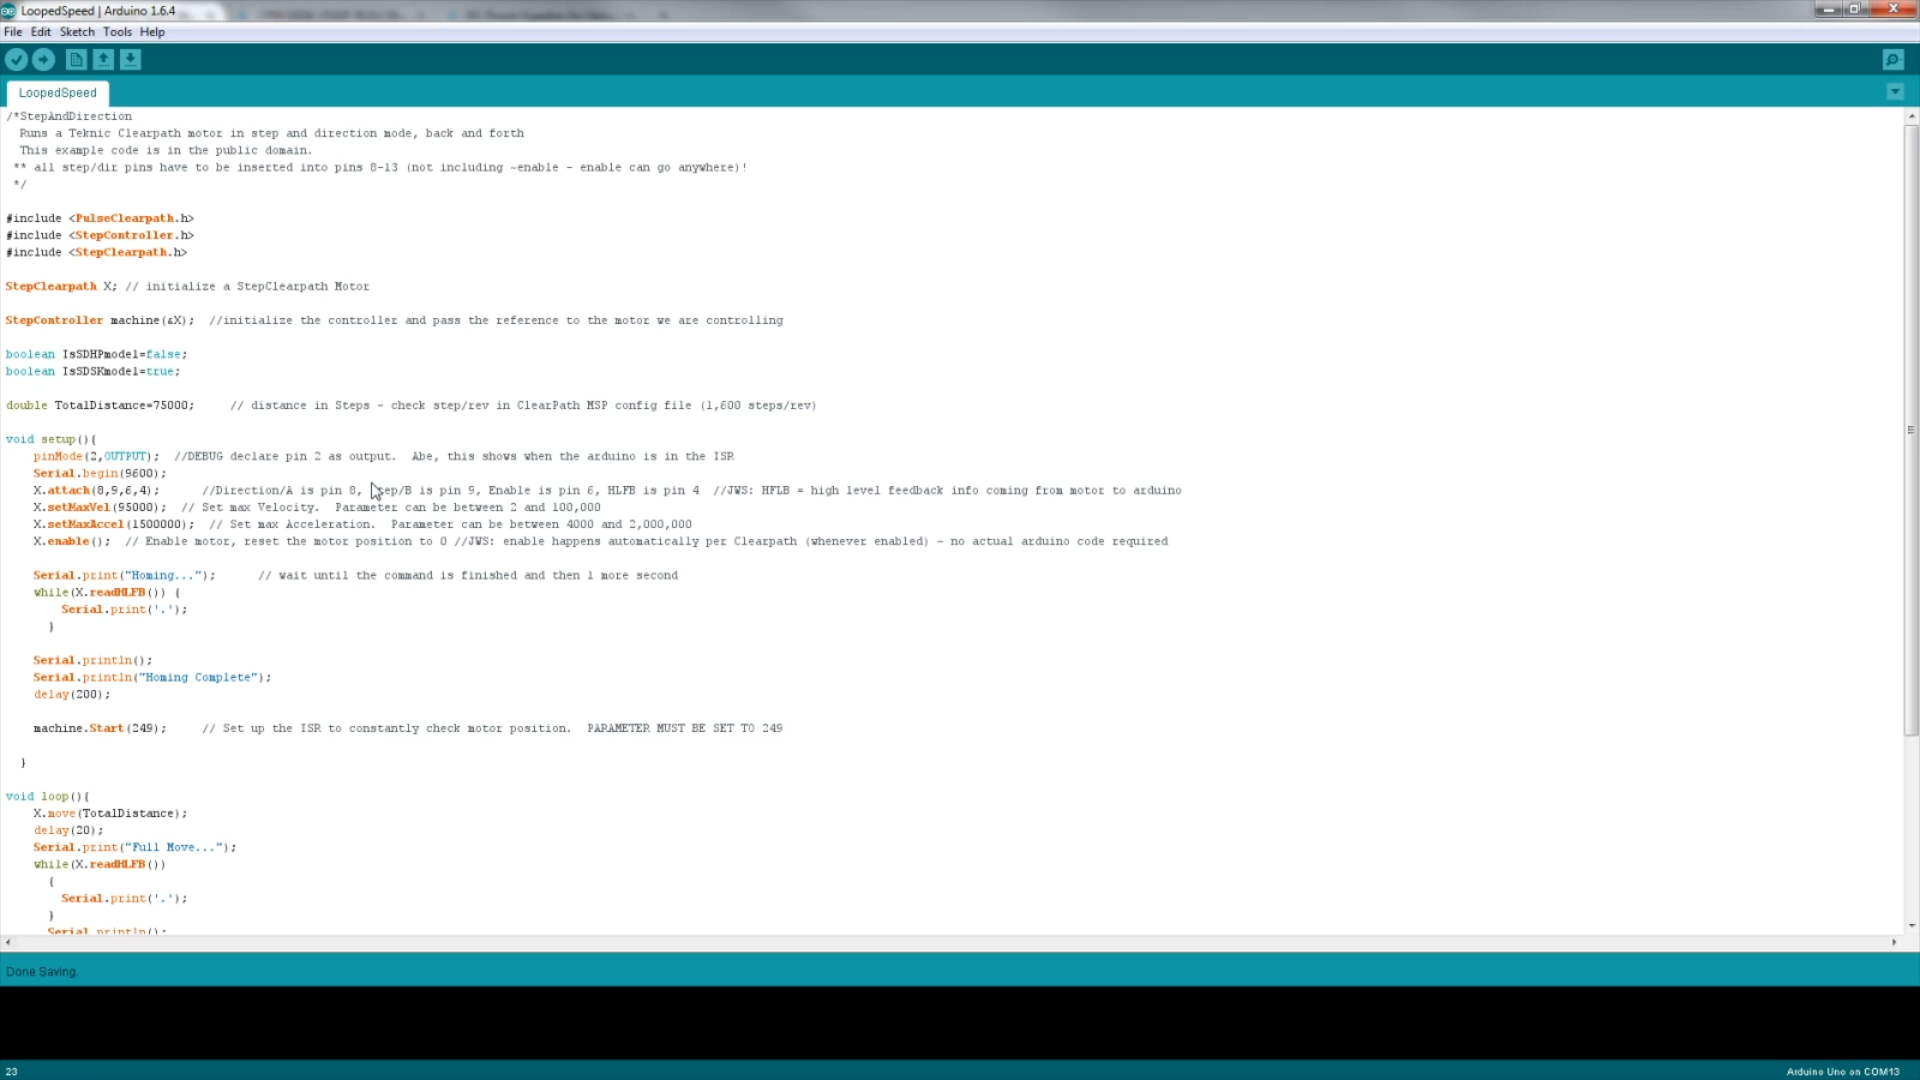 LoopedSpeed | Arduino 1.6.4
File Edit Sketch Tools Help
LoopedSpeed
/*StepAndDirection
Runs a Teknic Clearpath motor in step and direction mode, back and forth
This example code is in the public domain.
** all step/dir pins have to be inserted into pins 8-13 (not including ~enable - enable can go anywhere)!
*/
#include <PulseClearpath.h>
#include <StepController.h>
#include <StepClearpath.h>
StepClearpath X; // initialize a StepClearpath Motor
StepController machine(&X); //initialize the controller and pass the reference to the motor we are controlling
boolean IsSDHPmodel=false;
boolean IsSDSKmodel=true;
double TotalDistance=75000; // distance in Steps - check step/rev in ClearPath MSP config file (1,600 steps/rev)
void setup(){
pinMode(2,OUTPUT); //DEBUG declare pin 2 as output. Abe, this shows when the arduino is in the ISR
Serial.begin(9600);
X.attach(8,9,6,4); //Direction/A is pin 8, tep/B is pin 9, Enable is pin 6, HLFB is pin 4 //JWS: HFLB = high level feedback info coming from motor to arduino
X.setMaxVel(95000); // Set max Velocity. Parameter can be between 2 and 100,000
X.setMaxAccel(1500000); // Set max Acceleration. Parameter can be between 4000 and 2,000,000
X.enable(); // Enable motor, reset the motor position to 0 //JWS: enable happens automatically per Clearpath (whenever enabled) - no actual arduino code required
Serial.print("Homing..."); // wait until the command is finished and then 1 more second
while(X.readHLFB()) {
Serial.print('.');
}
Serial.println();
Serial.println("Homing Complete");
delay(200);
machine.Start(249); // Set up the ISR to constantly check motor position. PARAMETER MUST BE SET TO 249
}
void loop(){
X.move(TotalDistance);
delay(20);
Serial.print("Full Move...");
while(X.readHLFB())
{
Serial.print('.');
}
Serial.println();
Done Saving.
23
Arduino Uno on COM13